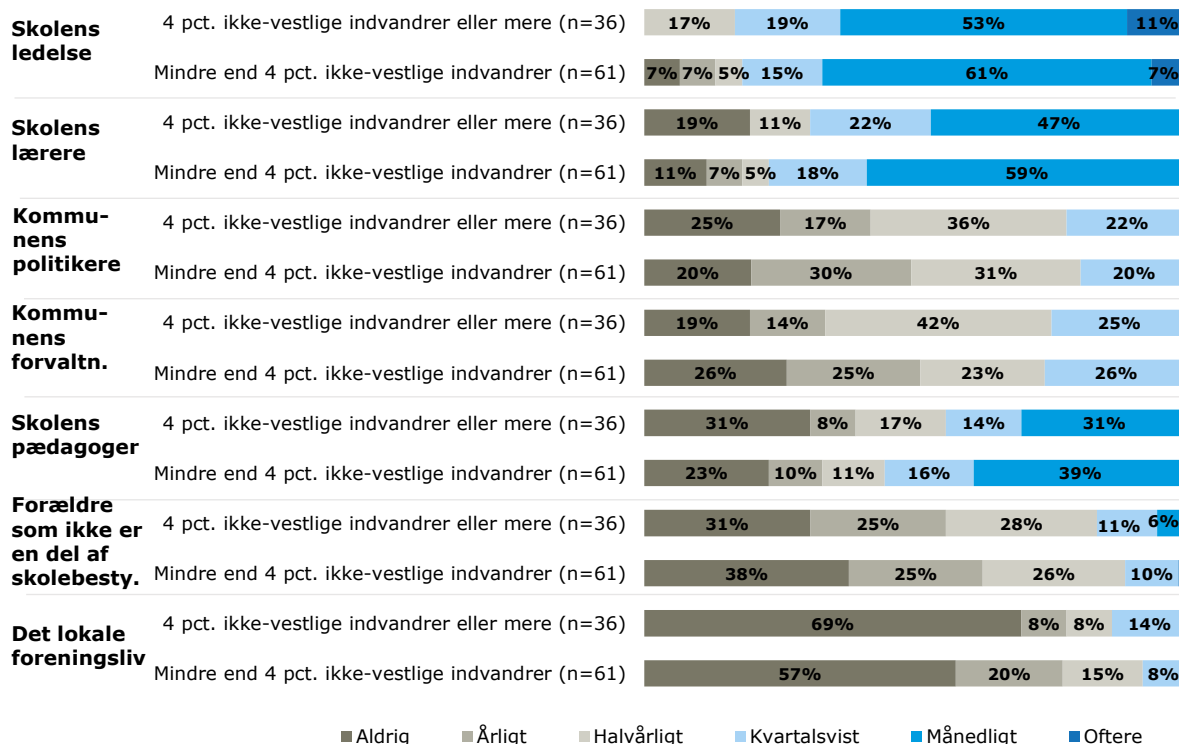 Skolens
ledelse
4 pct. ikke-vestlige indvandrer eller mere (n=36)
17% 19% 53% 11%
Mindre end 4 pct. ikke-vestlige indvandrer (n=61)
7% 7% 5% 15% 61% 7%
Skolens
lærere
4 pct. ikke-vestlige indvandrer eller mere (n=36)
19% 11% 22% 47%
Mindre end 4 pct. ikke-vestlige indvandrer (n=61)
11% 7% 5% 18% 59%
Kommu-
nens
politikere
4 pct. ikke-vestlige indvandrer eller mere (n=36)
25% 17% 36% 22%
Mindre end 4 pct. ikke-vestlige indvandrer (n=61)
20% 30% 31% 20%
Kommu-
nens
forvaltn.
4 pct. ikke-vestlige indvandrer eller mere (n=36)
19% 14% 42% 25%
Mindre end 4 pct. ikke-vestlige indvandrer (n=61)
26% 25% 23% 26%
Skolens
pædagoger
4 pct. ikke-vestlige indvandrer eller mere (n=36)
31% 8% 17% 14% 31%
Mindre end 4 pct. ikke-vestlige indvandrer (n=61)
23% 10% 11% 16% 39%
Forældre
som ikke er
en del af
skolebesty.
4 pct. ikke-vestlige indvandrer eller mere (n=36)
31% 25% 28% 11% 6%
Mindre end 4 pct. ikke-vestlige indvandrer (n=61)
38% 25% 26% 10%
Det lokale
foreningsliv
4 pct. ikke-vestlige indvandrer eller mere (n=36)
69% 8% 8% 14%
Mindre end 4 pct. ikke-vestlige indvandrer (n=61)
57% 20% 15% 8%
Aldrig Årligt Halvårligt Kvartalsvist Månedligt Oftere